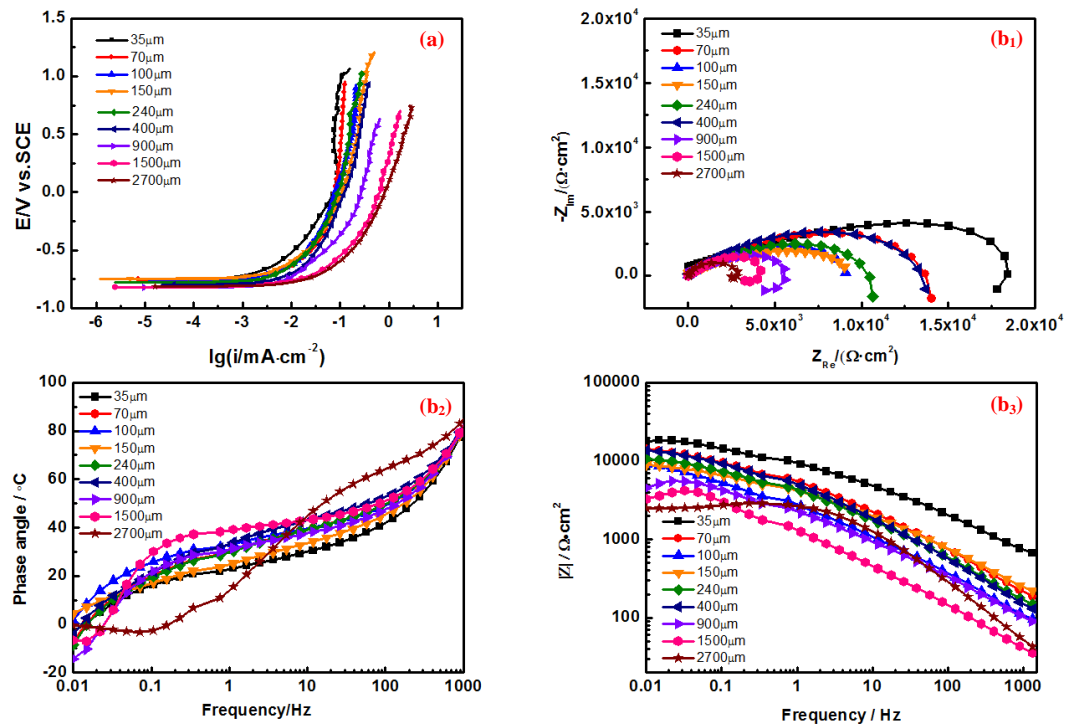 (a)
35μm
70μm
100μm
150μm
240μm
400μm
900μm
1500μm
2700μm
1.5
1.0
0.5
0.0
-0.5
-1.0
E/V vs.SCE
-6 -5 -4 -3 -2 -1 0 1
lg(i/mA·cm⁻²)
(b₁)
35μm
70μm
100μm
150μm
240μm
400μm
900μm
1500μm
2700μm
-2.0x10⁴
-1.5x10⁴
-1.0x10⁴
-5.0x10³
0.0
-Z_Im/(Ω·cm²)
0.0 5.0x10³ 1.0x10⁴ 1.5x10⁴ 2.0x10⁴
Z_Re/(Ω·cm²)
(b₂)
35μm
70μm
100μm
150μm
240μm
400μm
900μm
1500μm
2700μm
100
80
60
40
20
0
-20
Phase angle / °C
0.01 0.1 1 10 100 1000
Frequency/Hz
(b₃)
35μm
70μm
100μm
150μm
240μm
400μm
900μm
1500μm
2700μm
100000
10000
1000
100
|Z| / Ω·cm²
0.01 0.1 1 10 100 1000
Frequency / Hz